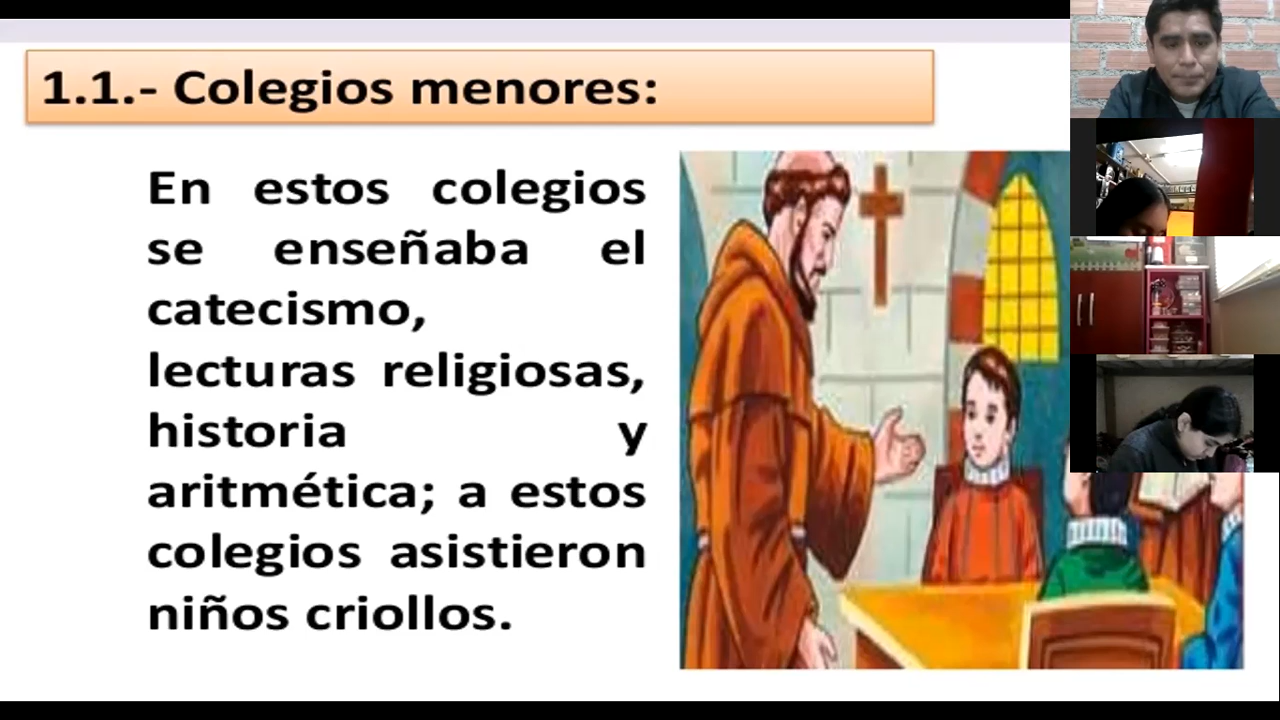 1.1.- Colegios menores:
En estos colegios
se enseñaba el
catecismo,
lecturas religiosas,
historia y
aritmética; a estos
colegios asistieron
niños criollos.